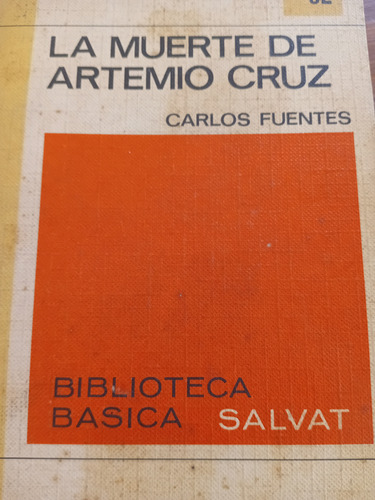 LA MUERTE DE
ARTEMIO CRUZ
CARLOS FUENTES
BIBLIOTECA
BASICA SALVAT